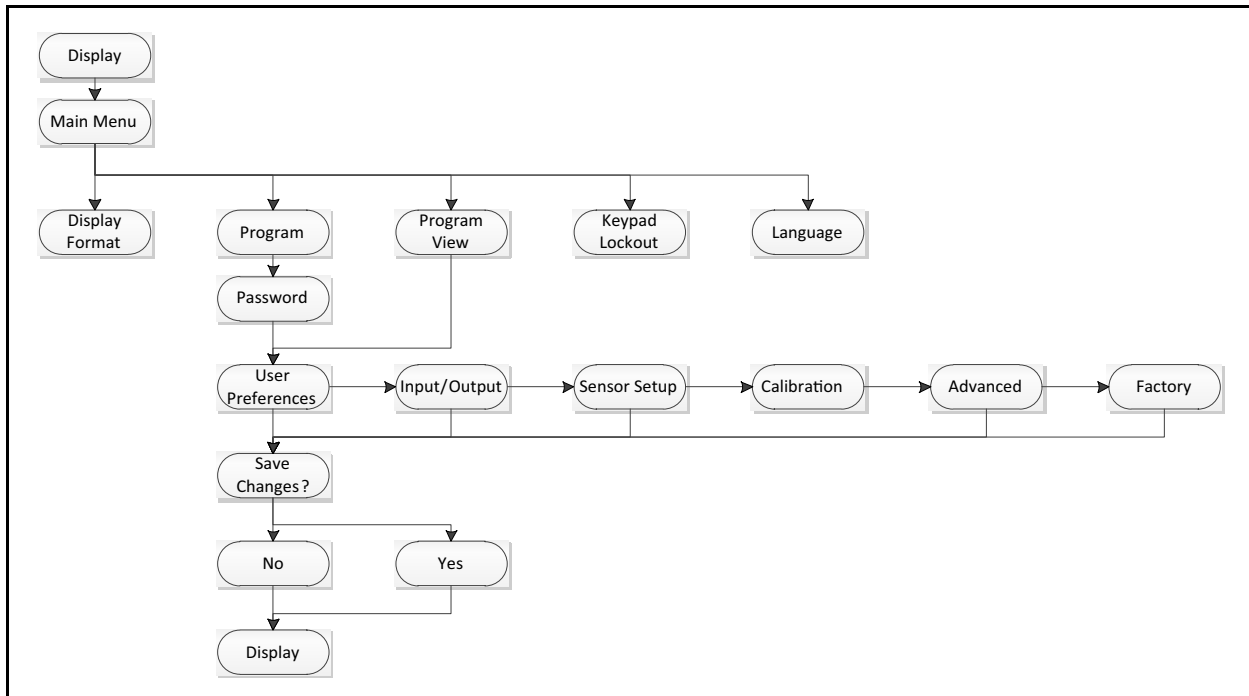 Display
Main Menu
Display
Format
Program
Program
View
Keypad
Lockout
Language
Password
User
Preferences
Input/Output
Sensor Setup
Calibration
Advanced
Factory
Save
Changes?
No
Yes
Display